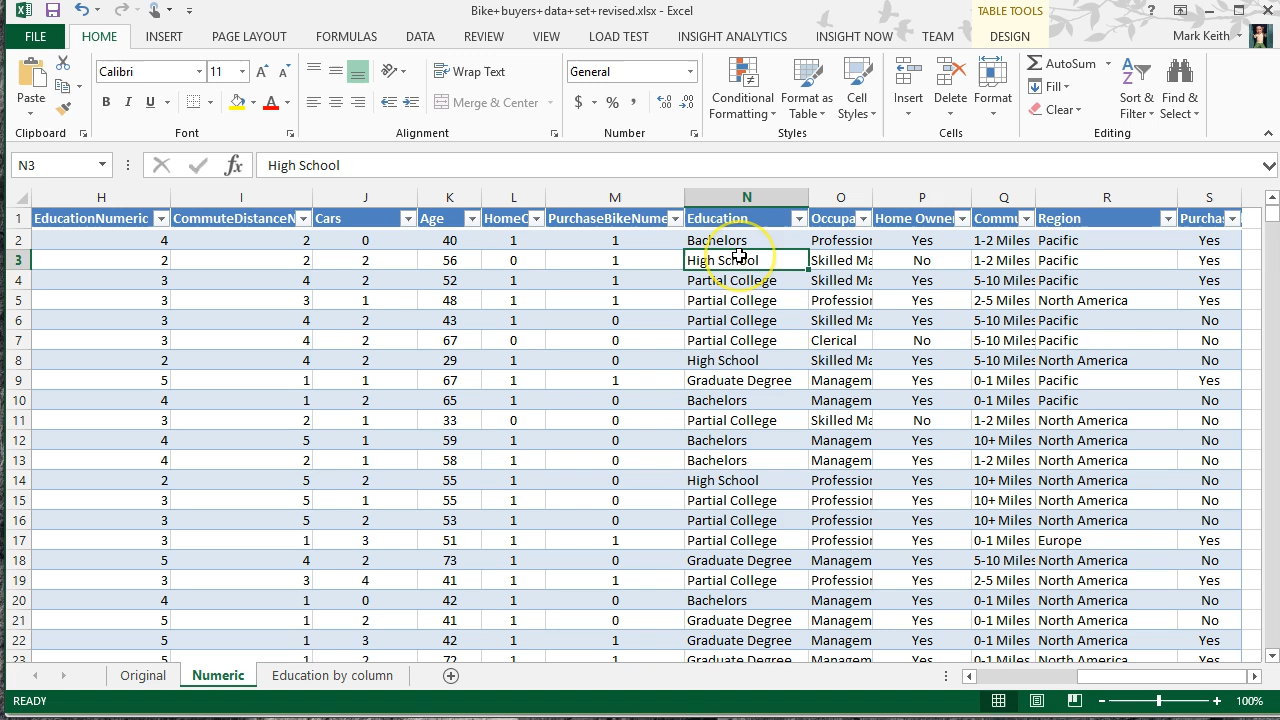 Bike+buyers+data+set+revised.xlsx - Excel
TABLE TOOLS
FILE HOME INSERT PAGE LAYOUT FORMULAS DATA REVIEW VIEW LOAD TEST INSIGHT ANALYTICS INSIGHT NOW TEAM DESIGN Mark Keith
Paste Calibri 11 Wrap Text General Conditional Formatting Format as Table Cell Styles Insert Delete Format AutoSum Sort & Filter Find & Select
B I U Merge & Center $ % Fill
Clear
Clipboard Font Alignment Number Styles Cells Editing
N3 fx High School
H I J K L M N O P Q R S
1 EducationNumeric CommuteDistanceN Cars Age HomeC PurchaseBikeNume Education Occupa Home Owne Commu Region Purcha
2 4 2 0 40 1 1 Bachelors Profession Yes 1-2 Miles Pacific Yes
3 2 2 2 56 0 1 High School Skilled Ma No 1-2 Miles Pacific Yes
4 3 4 2 52 1 1 Partial College Skilled Ma Yes 5-10 Miles Pacific Yes
5 3 3 1 48 1 1 Partial College Profession Yes 2-5 Miles North America Yes
6 3 4 2 43 1 0 Partial College Skilled Ma Yes 5-10 Miles Pacific No
7 3 4 2 67 0 0 Partial College Clerical No 5-10 Miles Pacific No
8 2 4 2 29 1 0 High School Skilled Ma Yes 5-10 Miles North America No
9 5 1 1 67 1 1 Graduate Degree Managem Yes 0-1 Miles Pacific Yes
10 4 1 2 65 1 0 Bachelors Managem Yes 0-1 Miles Pacific No
11 3 2 1 33 0 0 Partial College Skilled Ma No 1-2 Miles North America No
12 4 5 1 59 1 0 Bachelors Managem Yes 10+ Miles North America No
13 4 2 1 58 1 0 Bachelors Managem Yes 1-2 Miles North America No
14 2 5 2 55 1 0 High School Profession Yes 10+ Miles North America No
15 3 5 1 55 1 0 Partial College Profession Yes 10+ Miles North America No
16 3 5 2 53 1 0 Partial College Profession Yes 10+ Miles North America No
17 3 1 3 51 1 1 Partial College Profession Yes 0-1 Miles Europe Yes
18 5 4 2 73 1 0 Graduate Degree Managem Yes 5-10 Miles North America No
19 3 3 4 41 1 1 Partial College Profession Yes 2-5 Miles North America Yes
20 4 1 0 42 1 0 Bachelors Managem Yes 0-1 Miles North America No
21 5 1 2 41 1 0 Graduate Degree Managem Yes 0-1 Miles North America No
22 5 1 3 42 1 1 Graduate Degree Managem Yes 0-1 Miles North America Yes
23 5 1 2 72 1 1 Graduate Degree Managem Yes 0-1 Miles North America Yes
Original Numeric Education by column
READY 100%